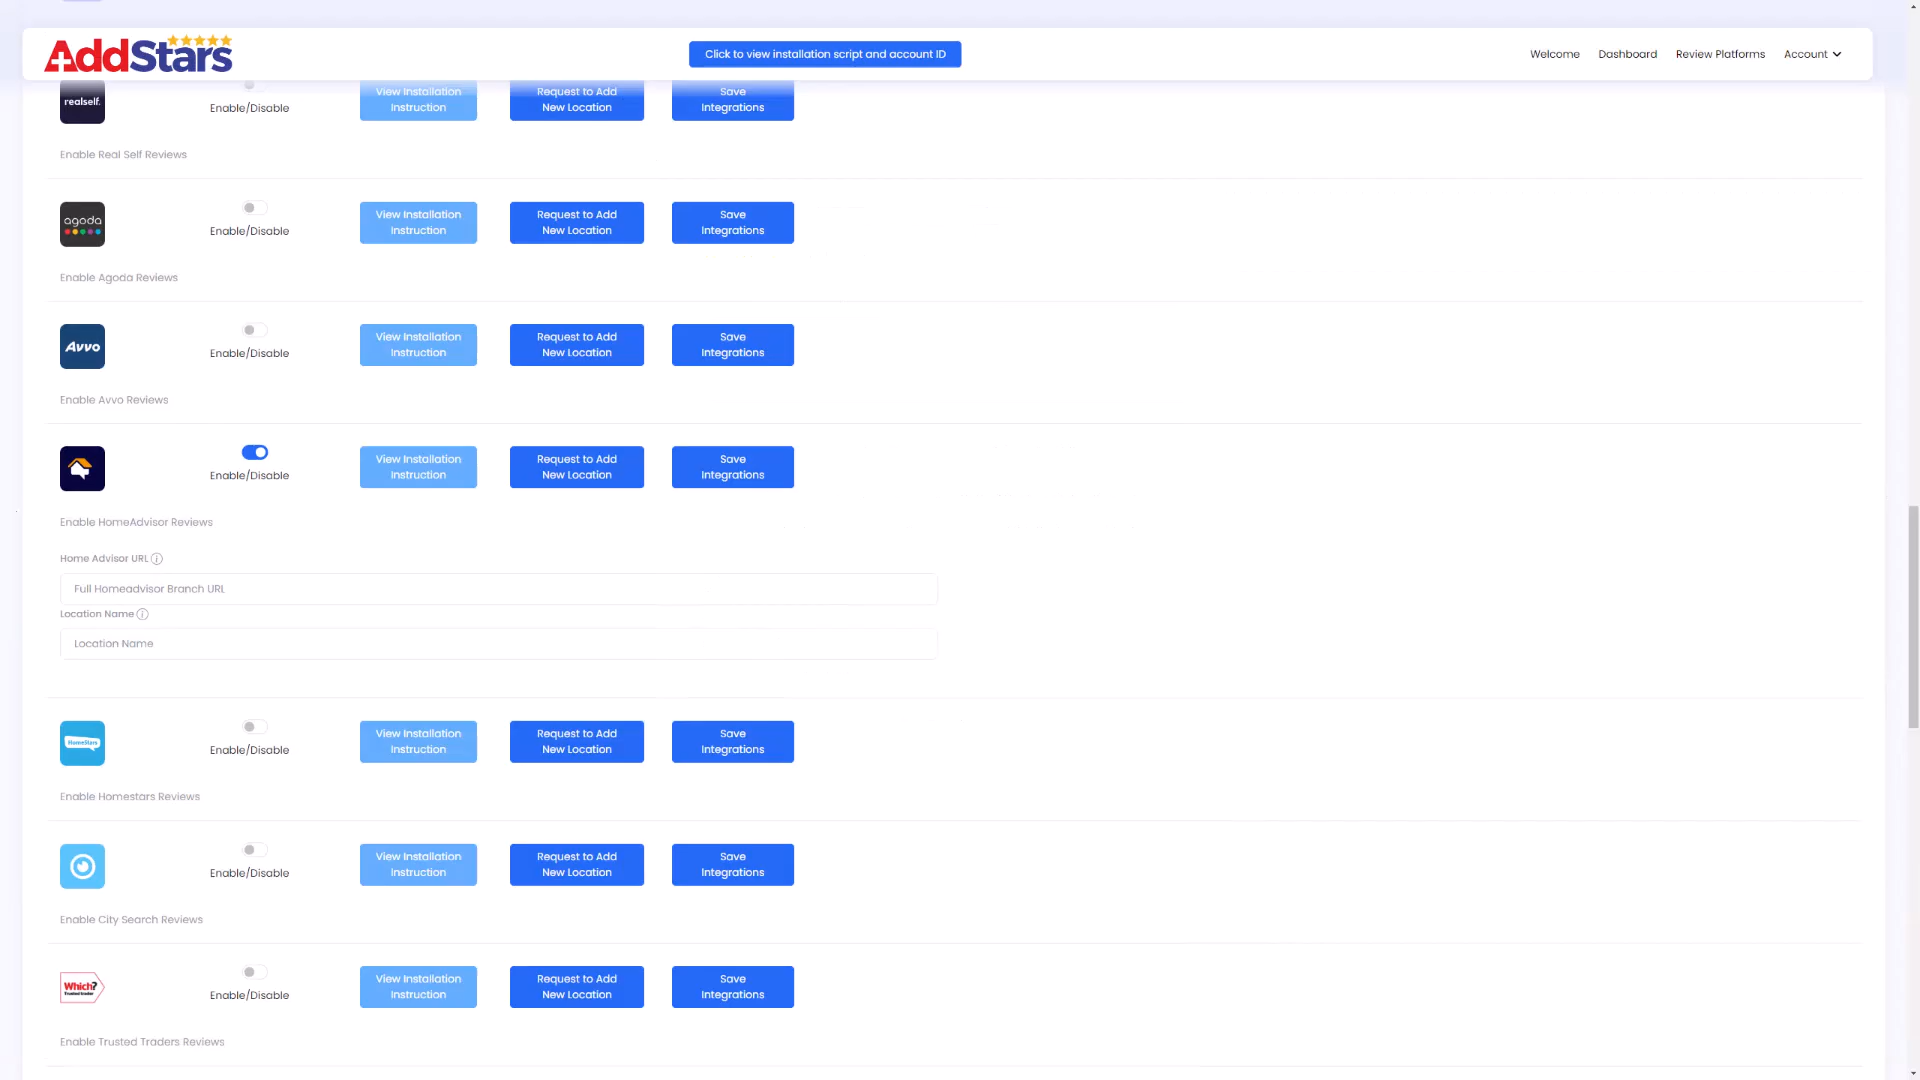 AddStars
Click to view installation script and account ID
Welcome Dashboard Review Platforms Account
realself.
Enable/Disable
View Installation
Instruction
Request to Add
New Location
Save
Integrations
Enable Real Self Reviews
agoda
Enable/Disable
View Installation
Instruction
Request to Add
New Location
Save
Integrations
Enable Agoda Reviews
Avvo
Enable/Disable
View Installation
Instruction
Request to Add
New Location
Save
Integrations
Enable Avvo Reviews
Enable/Disable
View Installation
Instruction
Request to Add
New Location
Save
Integrations
Enable HomeAdvisor Reviews
Home Advisor URL
Full Homeadvisor Branch URL
Location Name
Location Name
HomeStars
Enable/Disable
View Installation
Instruction
Request to Add
New Location
Save
Integrations
Enable Homestars Reviews
Enable/Disable
View Installation
Instruction
Request to Add
New Location
Save
Integrations
Enable City Search Reviews
Which?
Trusted trader
Enable/Disable
View Installation
Instruction
Request to Add
New Location
Save
Integrations
Enable Trusted Traders Reviews